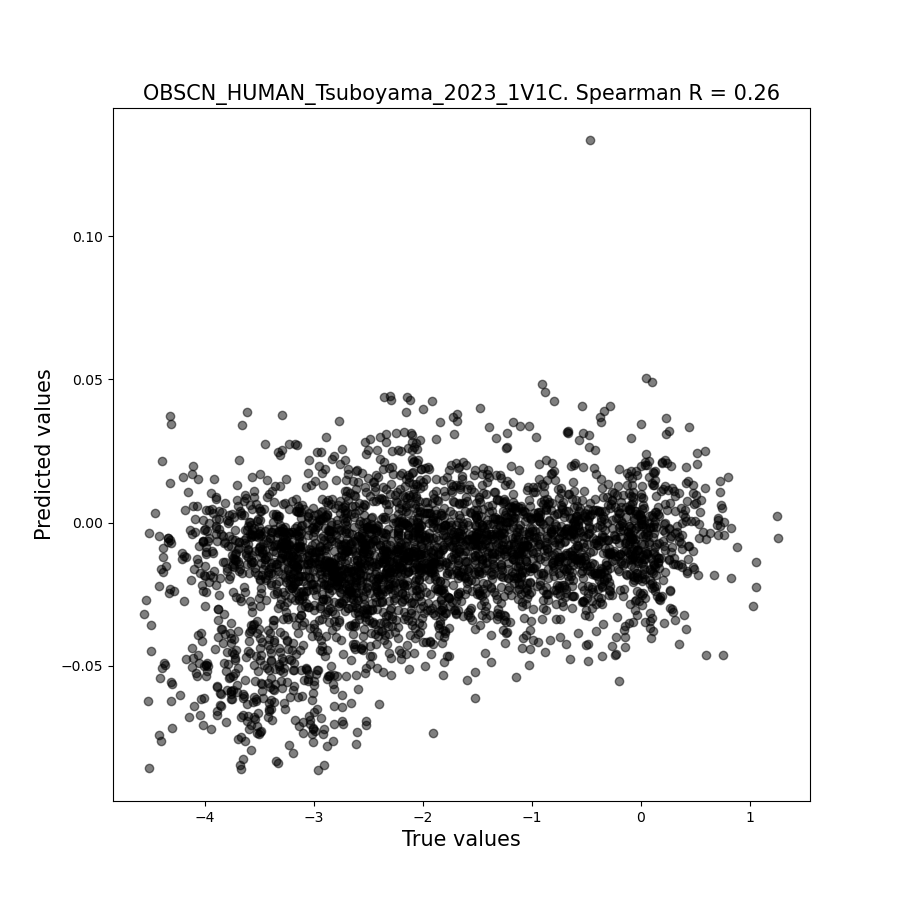 OBSCN_HUMAN_Tsuboyama_2023_1V1C. Spearman R = 0.26
0.10
0.05
0.00
−0.05
Predicted values
−4 −3 −2 −1 0 1
True values